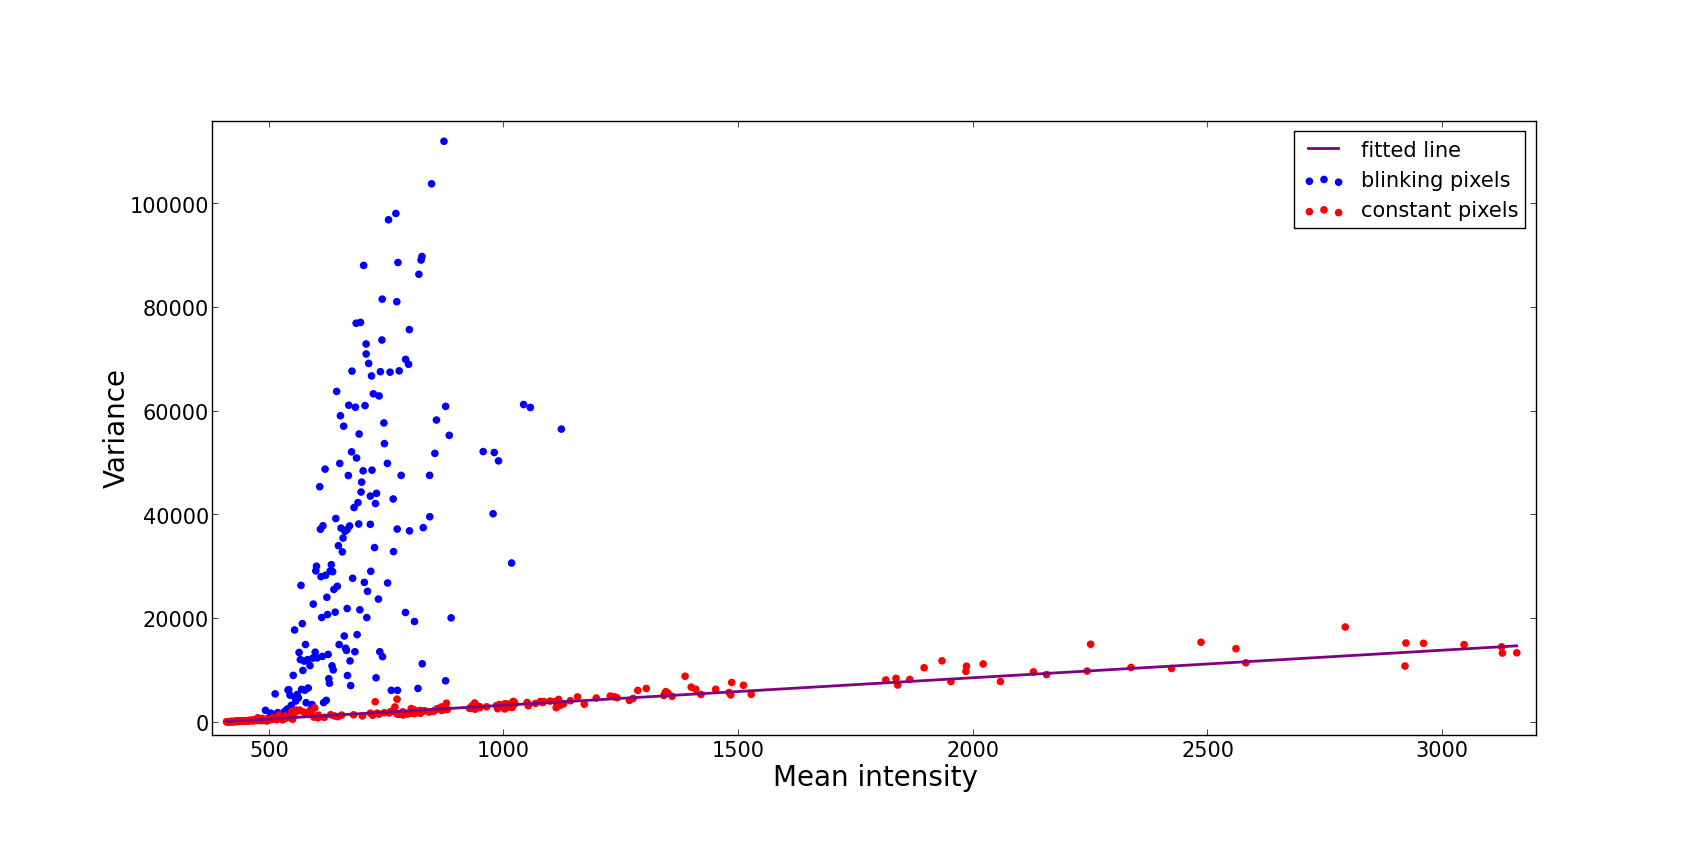 fitted line
blinking pixels
constant pixels
100000
80000
60000
40000
20000
0
Variance
500 1000 1500 2000 2500 3000
Mean intensity